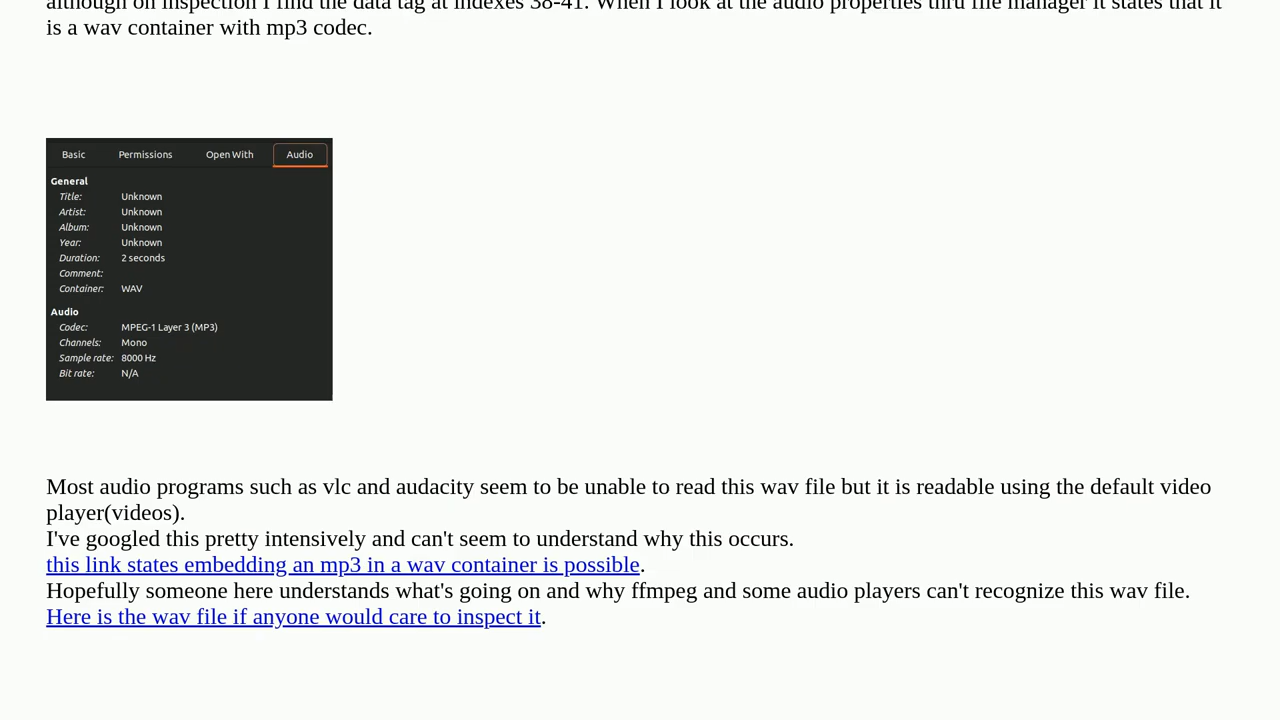 although on inspection I find the data tag at indexes 38-41. When I look at the audio properties thru file manager it states that it
is a wav container with mp3 codec.
Basic Permissions Open With Audio
General
Title: Unknown
Artist: Unknown
Album: Unknown
Year: Unknown
Duration: 2 seconds
Comment:
Container: WAV
Audio
Codec: MPEG-1 Layer 3 (MP3)
Channels: Mono
Sample rate: 8000 Hz
Bit rate: N/A
Most audio programs such as vlc and audacity seem to be unable to read this wav file but it is readable using the default video
player(videos).
I've googled this pretty intensively and can't seem to understand why this occurs.
this link states embedding an mp3 in a wav container is possible.
Hopefully someone here understands what's going on and why ffmpeg and some audio players can't recognize this wav file.
Here is the wav file if anyone would care to inspect it.